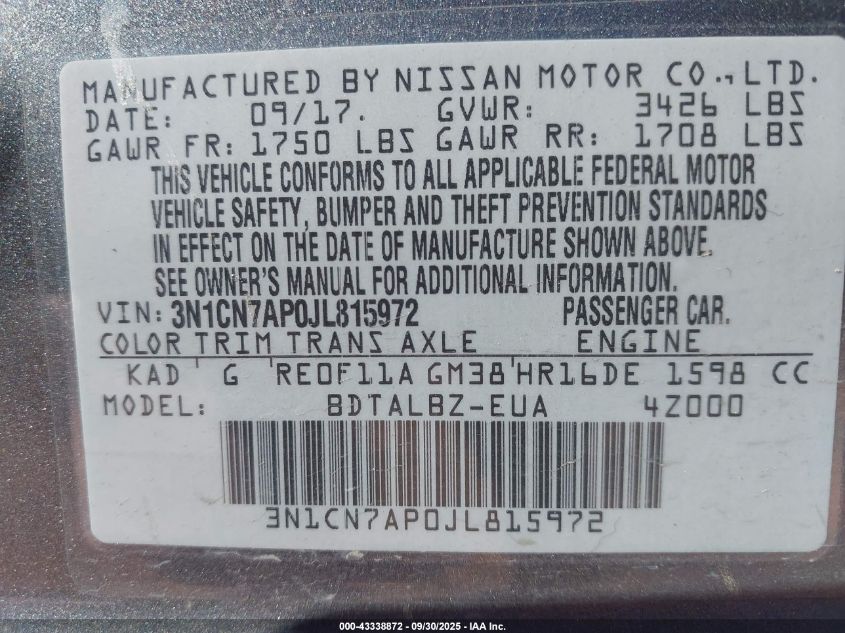 MANUFACTURED BY NISSAN MOTOR CO., LTD.
DATE: 09/17. GVWR: 3426 LBS
GAWR FR: 1750 LBS GAWR RR: 1708 LBS
THIS VEHICLE CONFORMS TO ALL APPLICABLE FEDERAL MOTOR
VEHICLE SAFETY, BUMPER AND THEFT PREVENTION STANDARDS
IN EFFECT ON THE DATE OF MANUFACTURE SHOWN ABOVE.
SEE OWNER'S MANUAL FOR ADDITIONAL INFORMATION.
VIN: 3N1CN7AP0JL815972 PASSENGER CAR.
COLOR TRIM TRANS AXLE ENGINE
KAD G RE0F11A GM38 HR16DE 1598 CC
MODEL: BDTALBZ-EUA 4Z000
3N1CN7AP0JL815972
000-43338872 - 09/30/2025 - IAA Inc.